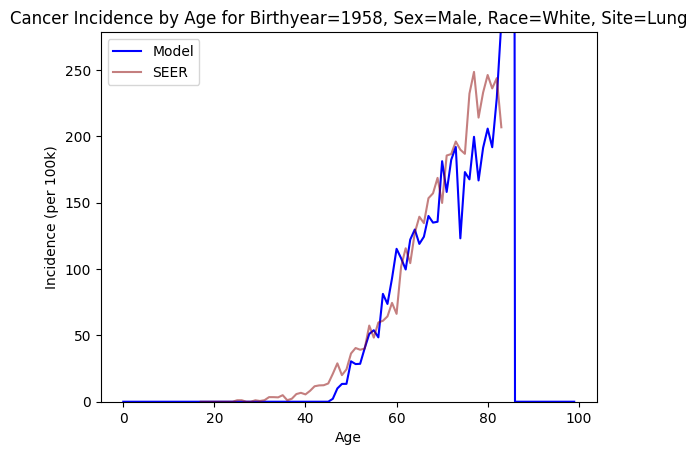 Cancer Incidence by Age for Birthyear=1958, Sex=Male, Race=White, Site=Lung
Model
SEER
250
200
150
100
50
0
Incidence (per 100k)
0 20 40 60 80 100
Age